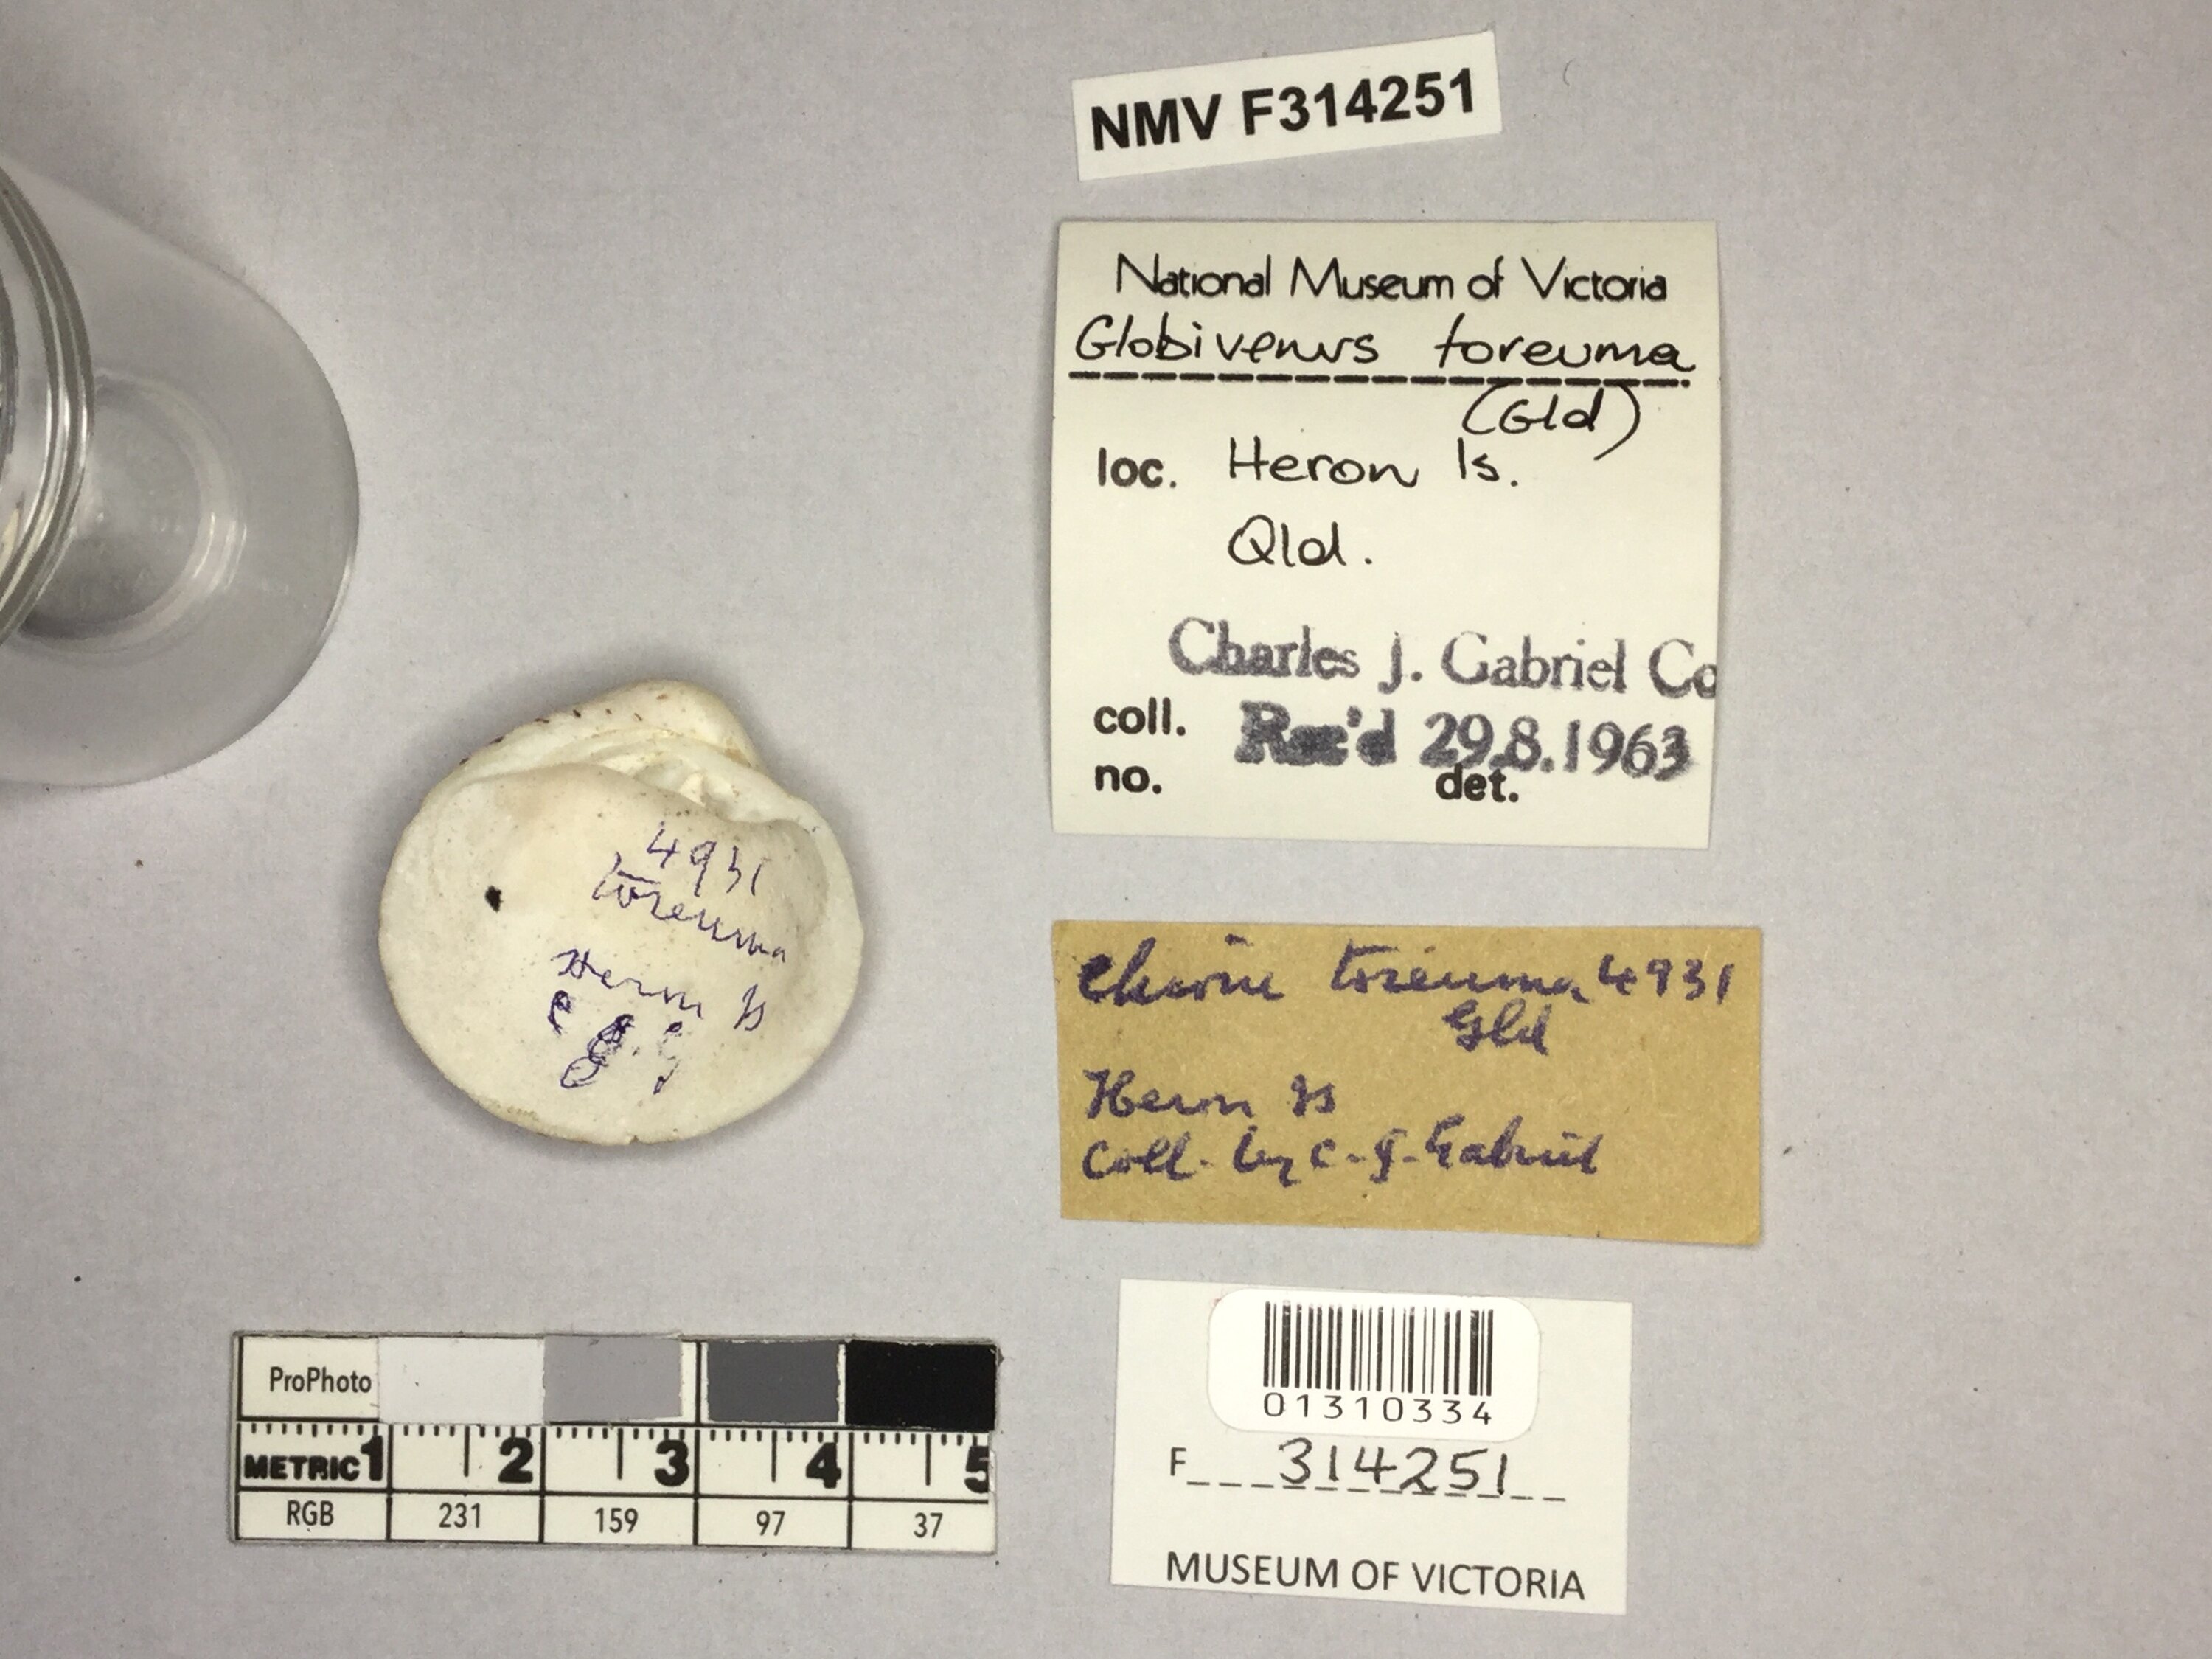 NMV F314251
National Museum of Victoria
Globivenus toreuma
(Gld)
loc. Heron Is.
Qld.
Charles J. Gabriel Co
coll. Rec'd 29.8.1963
no. det.
4931
toreuma
Heron Is
C J. G
Chione toreuma 4931
Gld
Heron Is
Coll. by C. J. Gabriel
01310334
F 314251
MUSEUM OF VICTORIA
ProPhoto
METRIC 1 2 3 4 5
RGB 231 159 97 37